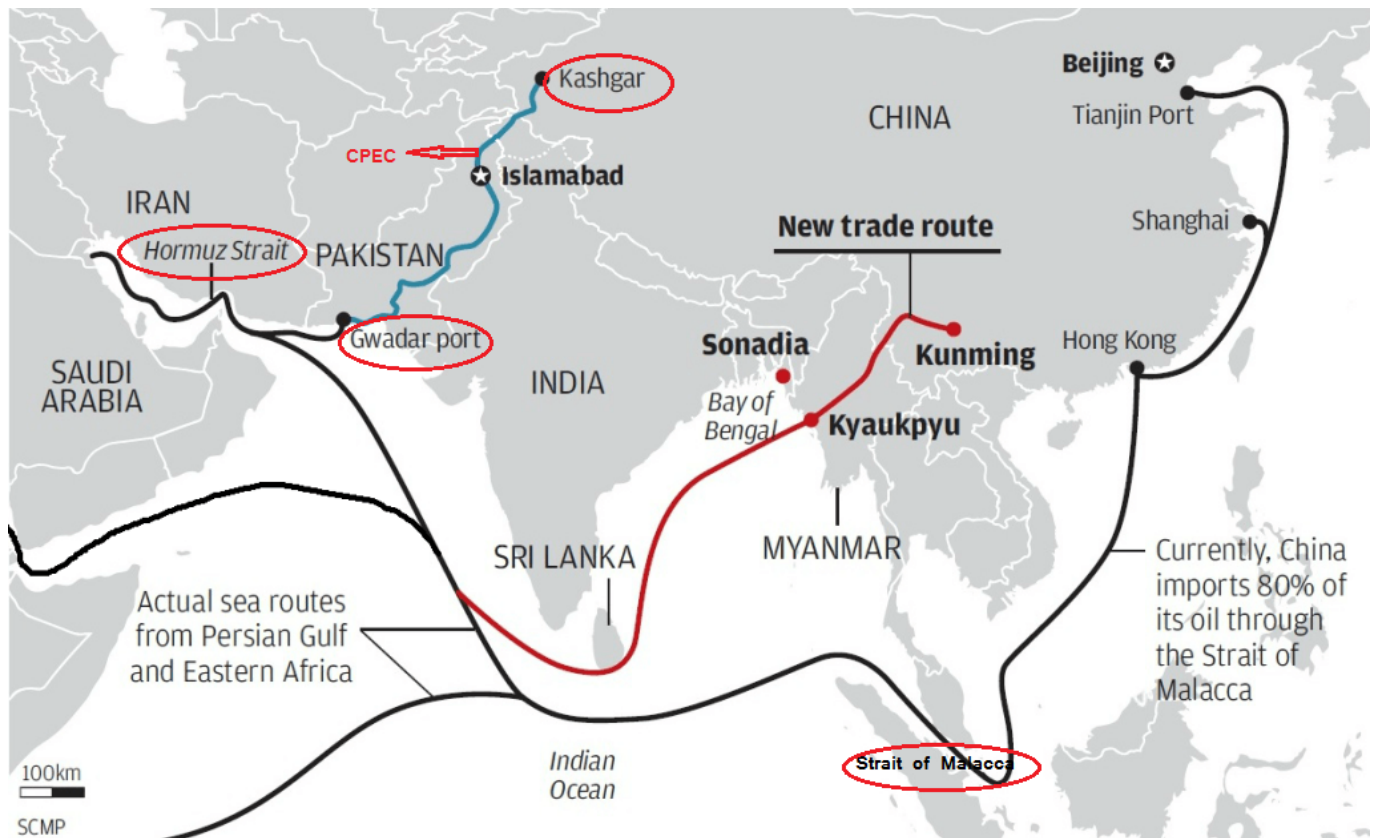 Beijing
Kashgar
Tianjin Port
CHINA
CPEC
Islamabad
IRAN
Shanghai
New trade route
Hormuz Strait
PAKISTAN
Gwadar port
Sonadia
Kunming
Hong Kong
SAUDI
ARABIA
INDIA
Bay of
Bengal
Kyaukpyu
SRI LANKA
MYANMAR
Currently, China
imports 80% of
its oil through
the Strait of
Malacca
Actual sea routes
from Persian Gulf
and Eastern Africa
Indian
Ocean
Strait of Malacca
100km
SCMP